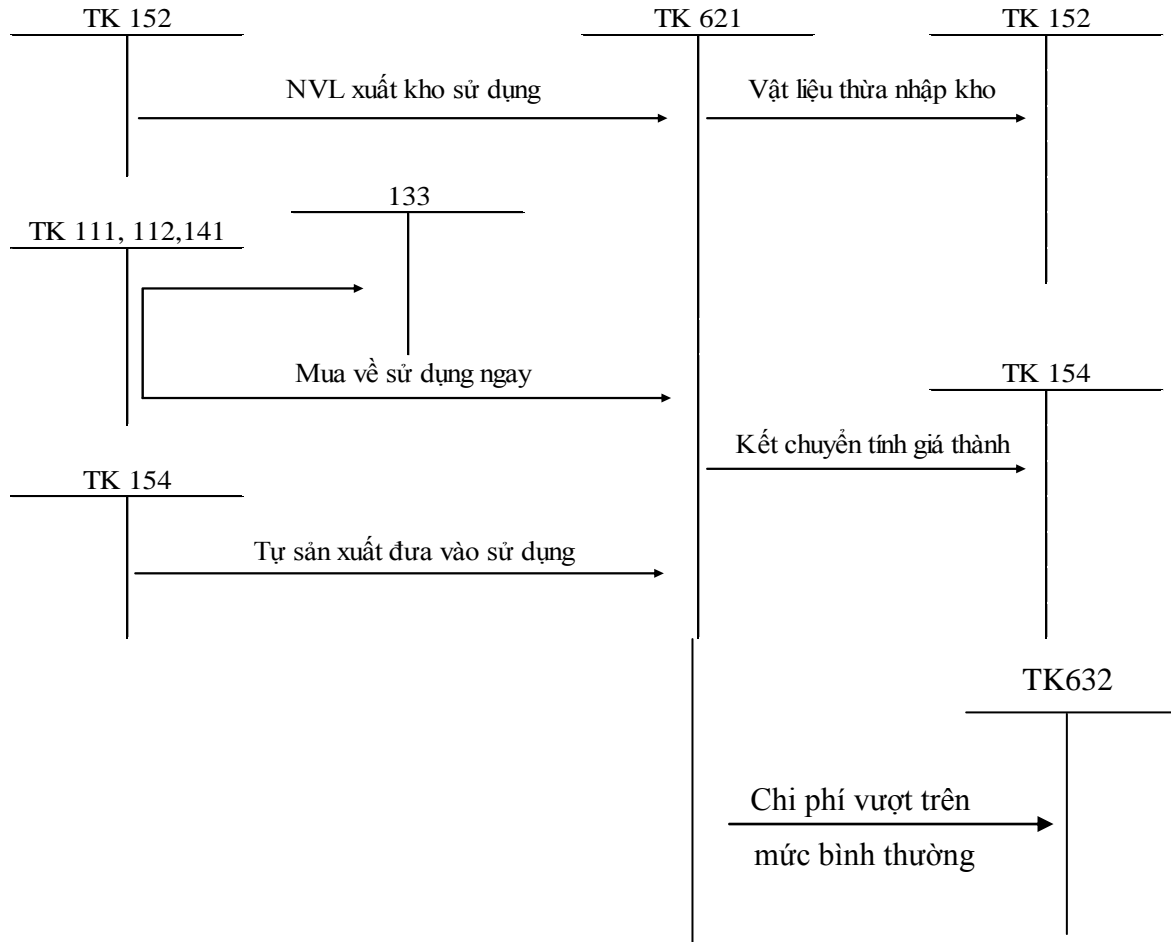 TK 152
TK 621
TK 152
NVL xuất kho sử dụng
Vật liệu thừa nhập kho
133
TK 111, 112,141
Mua về sử dụng ngay
TK 154
Kết chuyển tính giá thành
TK 154
Tự sản xuất đưa vào sử dụng
TK632
Chi phí vượt trên
mức bình thường